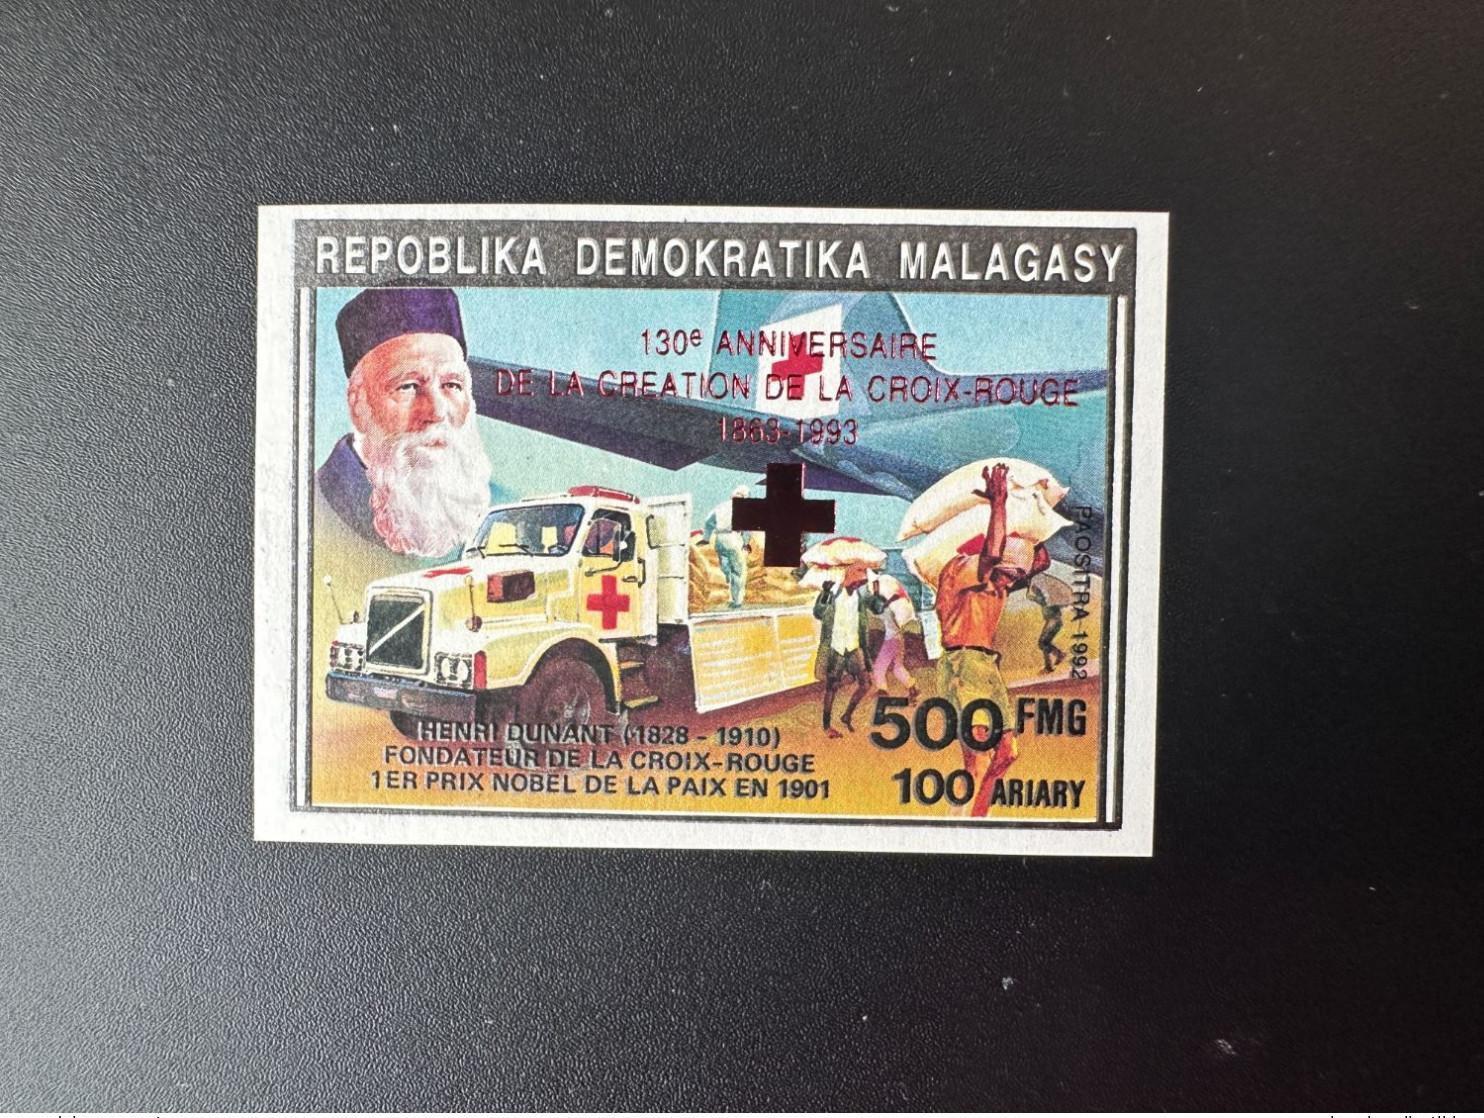 REPOBLIKA DEMOKRATIKA MALAGASY
130e ANNIVERSAIRE
DE LA CREATION DE LA CROIX-ROUGE
1863-1993
PAOSITRA 1992
HENRI DUNANT (1828 - 1910)
FONDATEUR DE LA CROIX-ROUGE
1ER PRIX NOBEL DE LA PAIX EN 1901
500 FMG
100 ARIARY